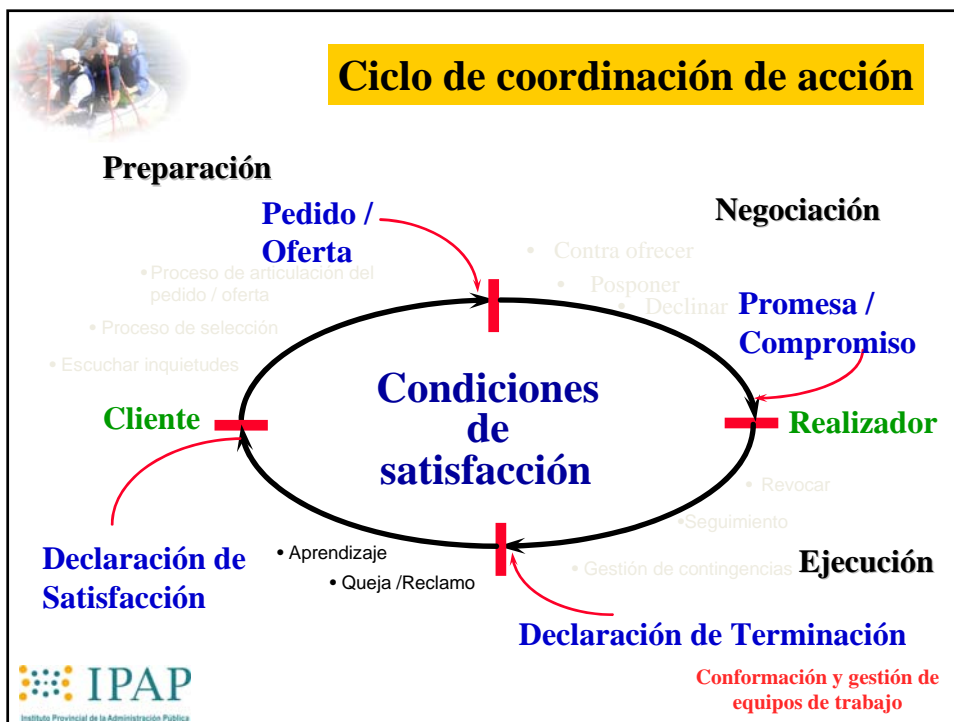 Ciclo de coordinación de acción
Preparación
Pedido /
Oferta
Negociación
• Contra ofrecer
• Posponer
• Declinar
• Proceso de articulación del
pedido / oferta
• Proceso de selección
• Escuchar inquietudes
Promesa /
Compromiso
Condiciones
de
satisfacción
Cliente
Realizador
• Revocar
•Seguimiento
• Gestión de contingencias
Ejecución
• Aprendizaje
• Queja /Reclamo
Declaración de
Satisfacción
Declaración de Terminación
IPAP
Instituto Provincial de la Administración Pública
Conformación y gestión de
equipos de trabajo